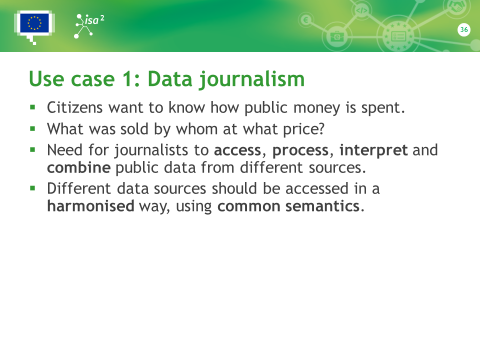 isa²
36
Use case 1: Data journalism
▪ Citizens want to know how public money is spent.
▪ What was sold by whom at what price?
▪ Need for journalists to access, process, interpret and
combine public data from different sources.
▪ Different data sources should be accessed in a
harmonised way, using common semantics.